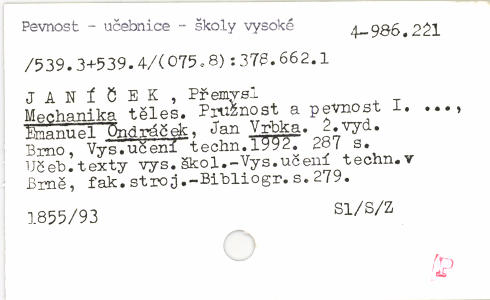 Pevnost - učebnice - školy vysoké
4-986.221
/539.3+539.4/(075.8):378.662.1
J A N Í Č E K , Přemysl
Mechanika těles. Pružnost a pevnost I. ...,
Emanuel Ondráček, Jan Vrbka. 2.vyd.
Brno, Vys.učení techn.1992. 287 s.
Učeb.texty vys.škol.-Vys.učení techn.v
Brně, fak.stroj.-Bibliogr.s.279.
1855/93
Sl/S/Z